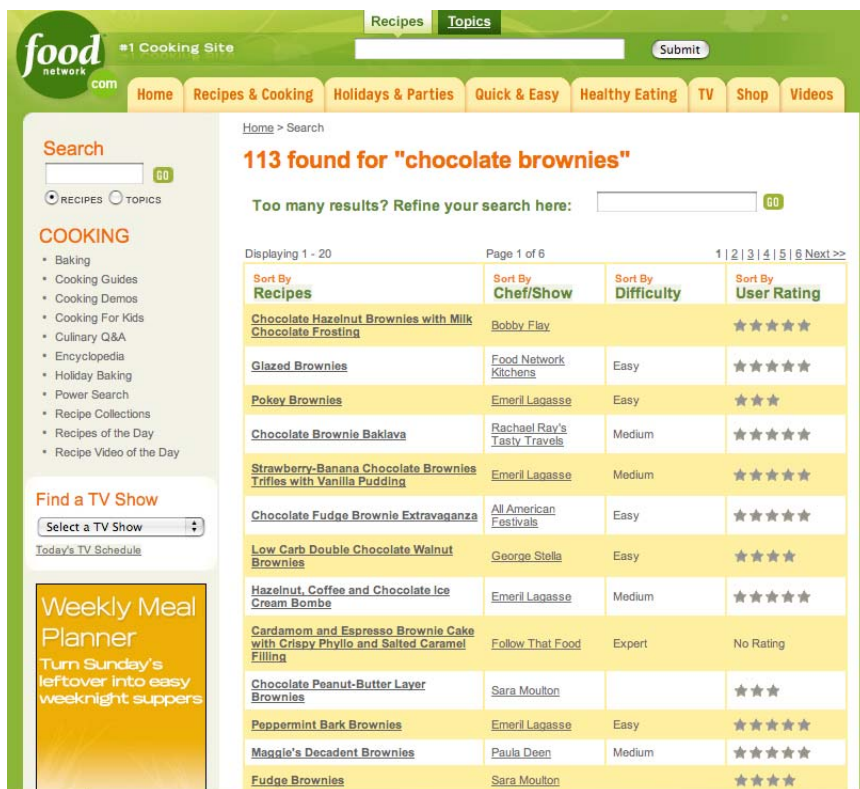 Recipes Topics
food
network
com
#1 Cooking Site
Submit
Home Recipes & Cooking Holidays & Parties Quick & Easy Healthy Eating TV Shop Videos
Search
GO
RECIPES TOPICS
COOKING
• Baking
• Cooking Guides
• Cooking Demos
• Cooking For Kids
• Culinary Q&A
• Encyclopedia
• Holiday Baking
• Power Search
• Recipe Collections
• Recipes of the Day
• Recipe Video of the Day
Find a TV Show
Select a TV Show
Today's TV Schedule
Weekly Meal
Planner
Turn Sunday's
leftover into easy
weeknight suppers
Home > Search
113 found for "chocolate brownies"
Too many results? Refine your search here: GO
Displaying 1 - 20 Page 1 of 6 1 | 2 | 3 | 4 | 5 | 6 Next >>
Sort By Sort By Sort By Sort By
Recipes Chef/Show Difficulty User Rating
Chocolate Hazelnut Brownies with Milk
Chocolate Frosting
Bobby Flay
Glazed Brownies
Food Network
Kitchens
Easy
Pokey Brownies Emeril Lagasse Easy
Chocolate Brownie Baklava
Rachael Ray's
Tasty Travels
Medium
Strawberry-Banana Chocolate Brownies
Trifles with Vanilla Pudding
Emeril Lagasse Medium
Chocolate Fudge Brownie Extravaganza
All American
Festivals
Easy
Low Carb Double Chocolate Walnut
Brownies
George Stella Easy
Hazelnut, Coffee and Chocolate Ice
Cream Bombe
Emeril Lagasse Medium
Cardamom and Espresso Brownie Cake
with Crispy Phyllo and Salted Caramel
Filling
Follow That Food Expert No Rating
Chocolate Peanut-Butter Layer
Brownies
Sara Moulton
Peppermint Bark Brownies Emeril Lagasse Easy
Maggie's Decadent Brownies Paula Deen Medium
Fudge Brownies Sara Moulton